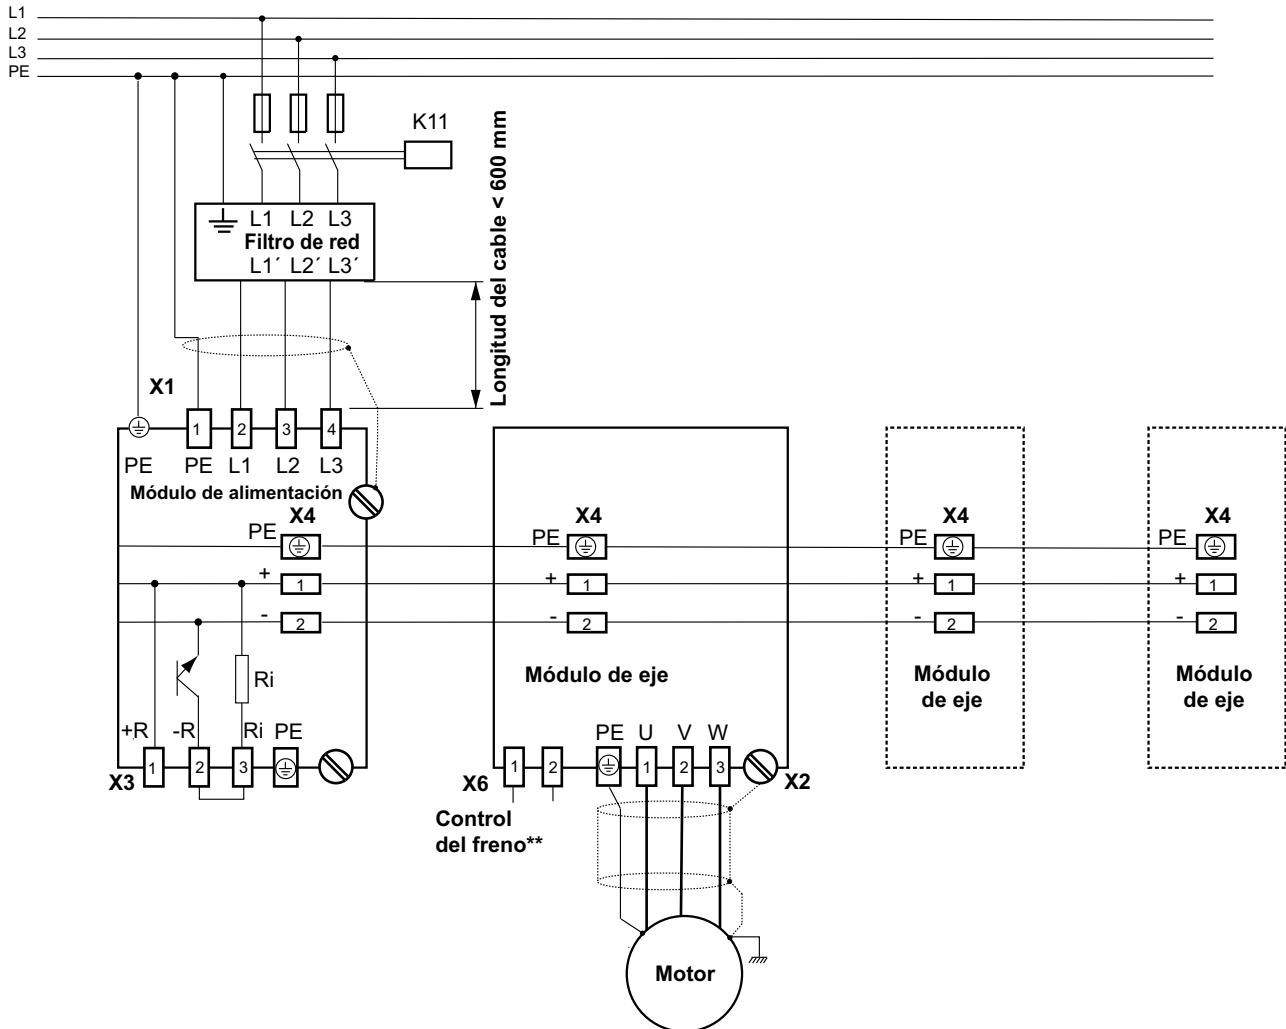 L1
L2
L3
PE
K11
Longitud del cable < 600 mm
L1 L2 L3
Filtro de red
L1´ L2´ L3´
X1
1 2 3 4
PE PE L1 L2 L3
Módulo de alimentación
X4
PE
+ 1
- 2
Ri
+R -R Ri PE
X3 1 2 3
X4
PE
+ 1
- 2
Módulo de eje
PE U V W
X6 1 2 1 2 3 X2
Control
del freno**
Motor
X4
PE
+ 1
- 2
Módulo
de eje
X4
PE
+ 1
- 2
Módulo
de eje